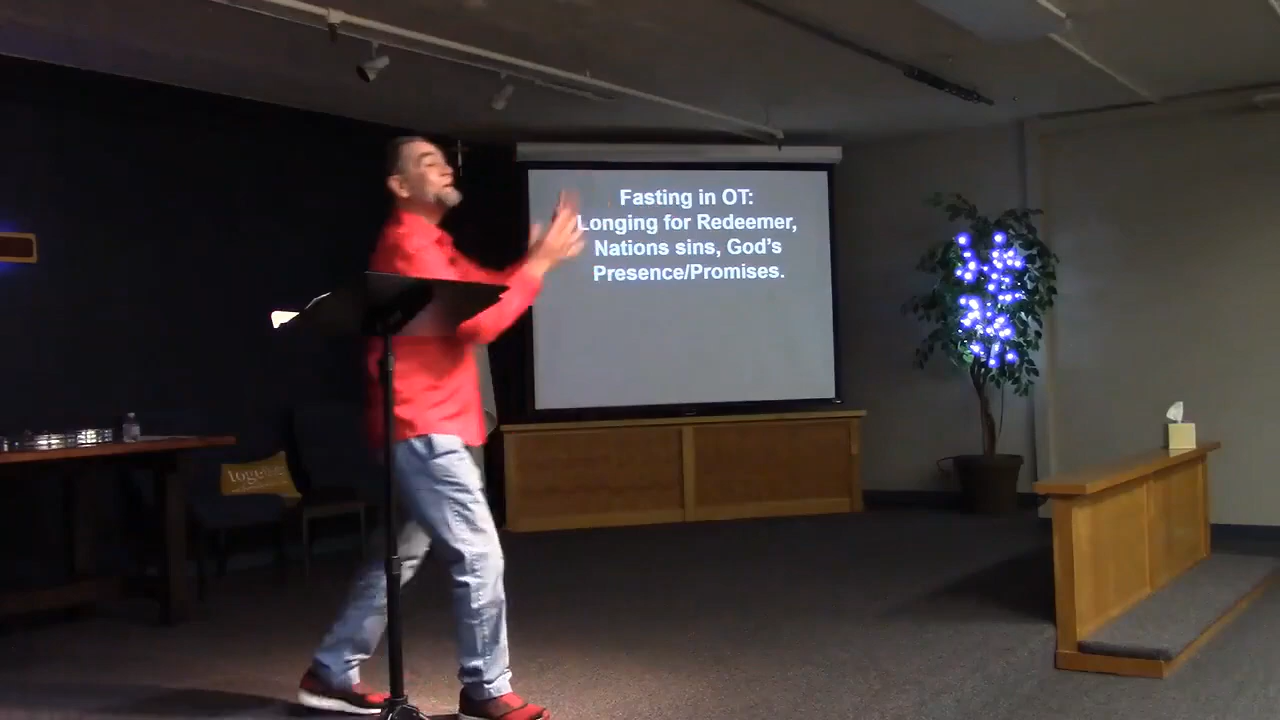 Fasting in OT:
Longing for Redeemer,
Nations sins, God's
Presence/Promises.